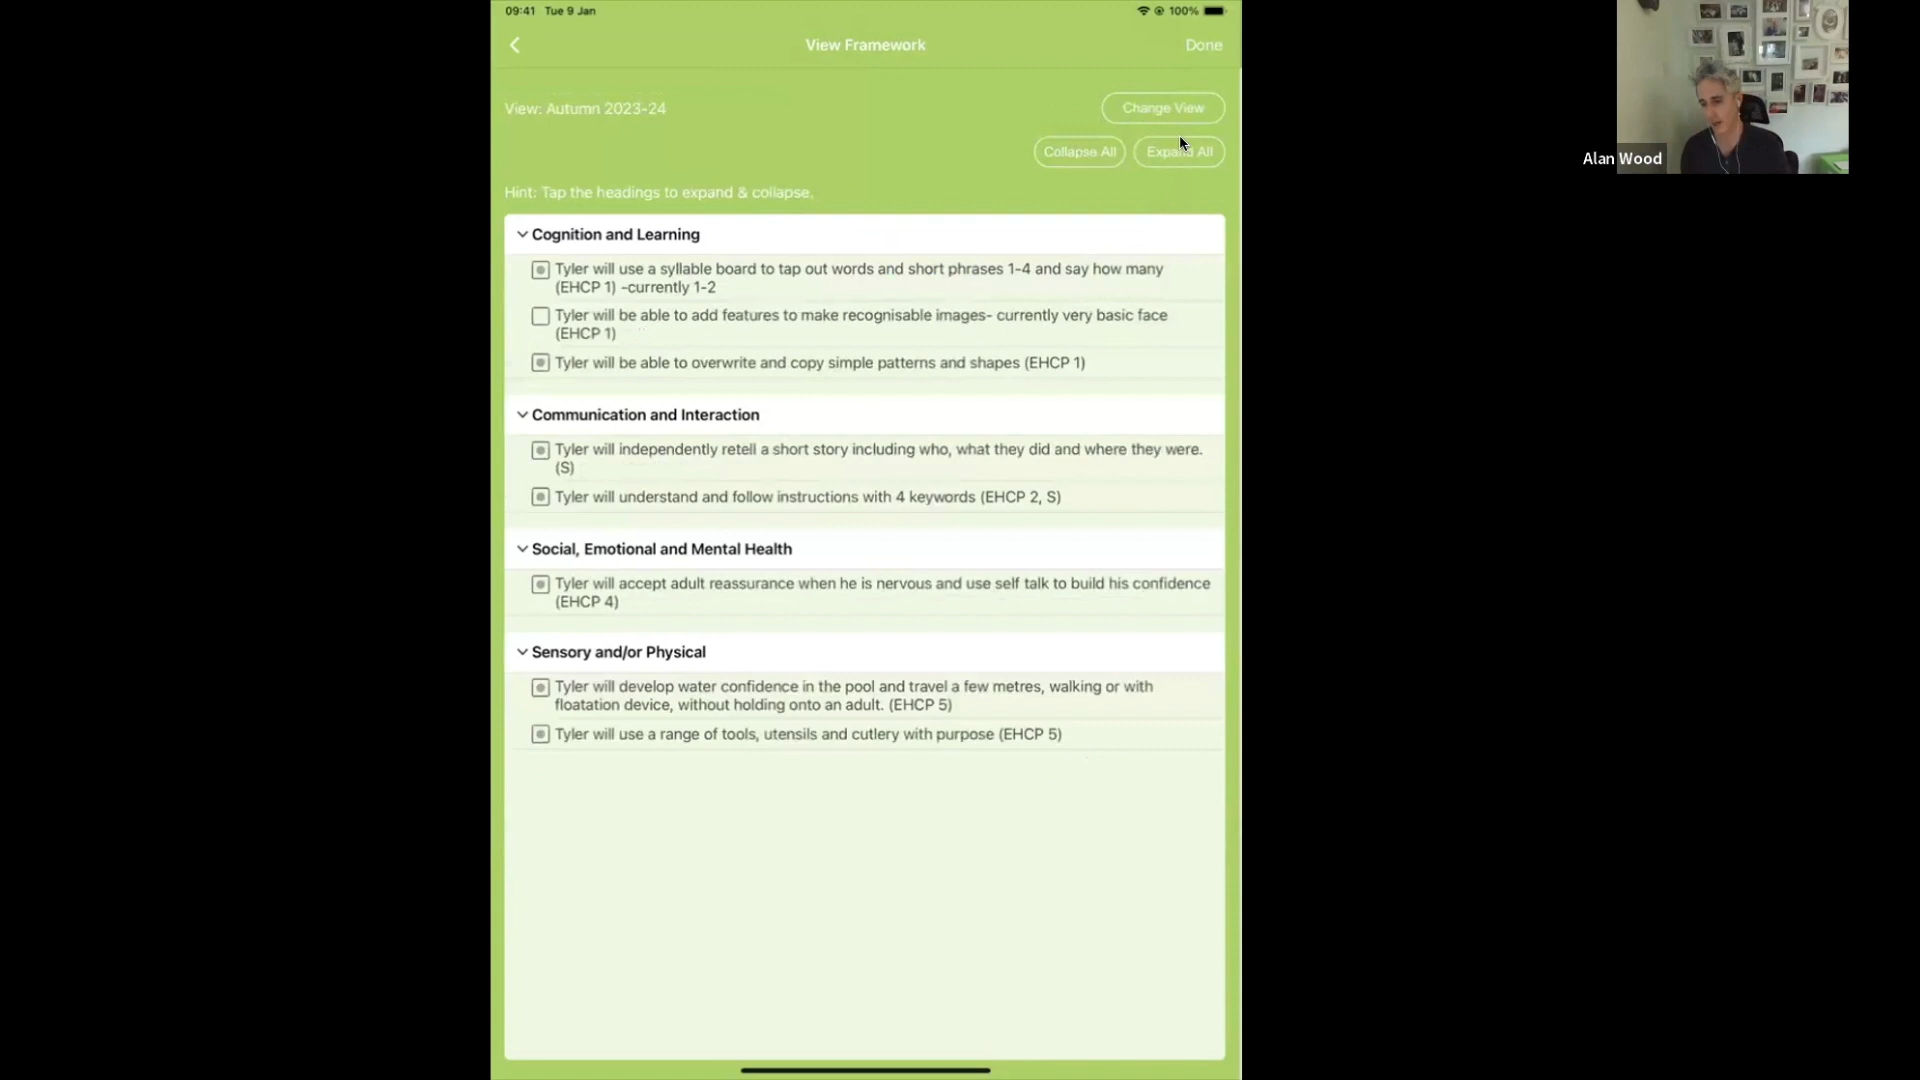 09:41 Tue 9 Jan
100%
View Framework
Done
View: Autumn 2023-24
Change View
Collapse All
Expand All
Hint: Tap the headings to expand & collapse.
Cognition and Learning
Tyler will use a syllable board to tap out words and short phrases 1-4 and say how many
(EHCP 1) -currently 1-2
Tyler will be able to add features to make recognisable images- currently very basic face
(EHCP 1)
Tyler will be able to overwrite and copy simple patterns and shapes (EHCP 1)
Communication and Interaction
Tyler will independently retell a short story including who, what they did and where they were.
(S)
Tyler will understand and follow instructions with 4 keywords (EHCP 2, S)
Social, Emotional and Mental Health
Tyler will accept adult reassurance when he is nervous and use self talk to build his confidence
(EHCP 4)
Sensory and/or Physical
Tyler will develop water confidence in the pool and travel a few metres, walking or with
floatation device, without holding onto an adult. (EHCP 5)
Tyler will use a range of tools, utensils and cutlery with purpose (EHCP 5)
Alan Wood